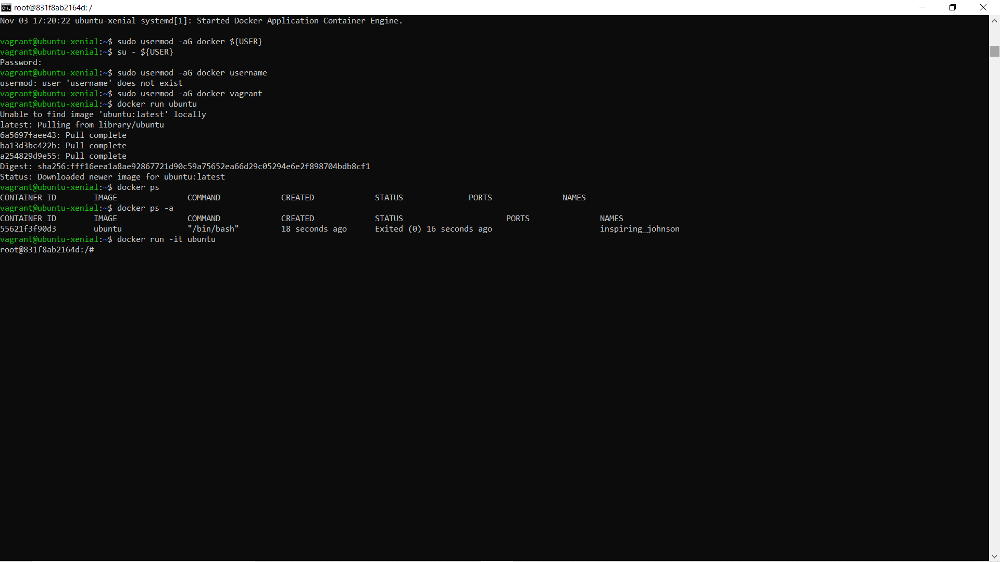 root@831f8ab2164d: /
Nov 03 17:20:22 ubuntu-xenial systemd[1]: Started Docker Application Container Engine.
vagrant@ubuntu-xenial:~$ sudo usermod -aG docker ${USER}
vagrant@ubuntu-xenial:~$ su - ${USER}
Password:
vagrant@ubuntu-xenial:~$ sudo usermod -aG docker username
usermod: user 'username' does not exist
vagrant@ubuntu-xenial:~$ sudo usermod -aG docker vagrant
vagrant@ubuntu-xenial:~$ docker run ubuntu
Unable to find image 'ubuntu:latest' locally
latest: Pulling from library/ubuntu
6a5697faee43: Pull complete
ba13d3bc422b: Pull complete
a254829d9e55: Pull complete
Digest: sha256:fff16eea1a8ae92867721d90c59a75652ea66d29c05294e6e2f898704bdb8cf1
Status: Downloaded newer image for ubuntu:latest
vagrant@ubuntu-xenial:~$ docker ps
CONTAINER ID        IMAGE               COMMAND             CREATED             STATUS              PORTS               NAMES
vagrant@ubuntu-xenial:~$ docker ps -a
CONTAINER ID        IMAGE               COMMAND             CREATED             STATUS                      PORTS               NAMES
55621f3f90d3        ubuntu              "/bin/bash"         18 seconds ago      Exited (0) 16 seconds ago                       inspiring_johnson
vagrant@ubuntu-xenial:~$ docker run -it ubuntu
root@831f8ab2164d:/#